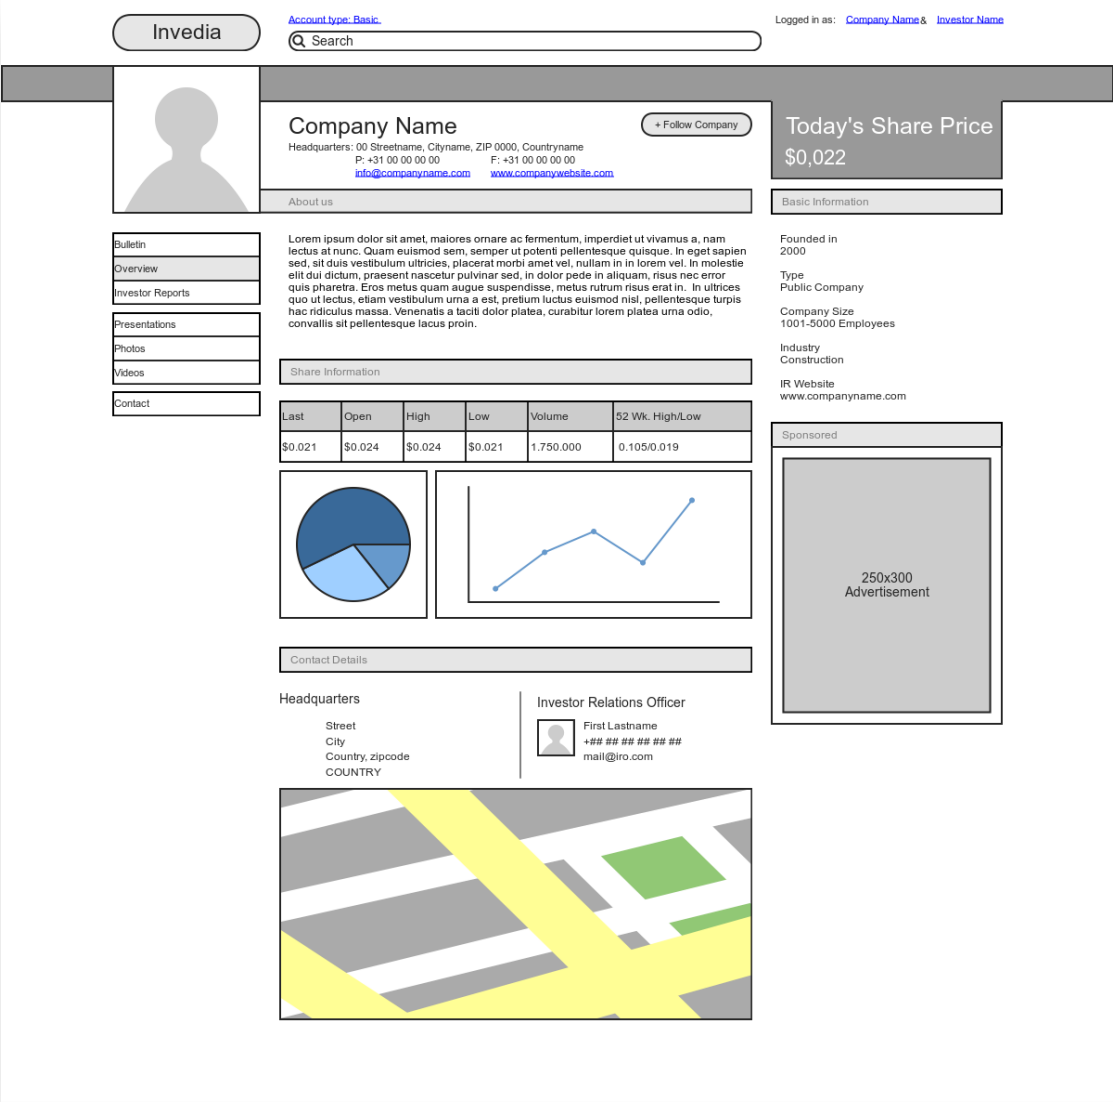 Invedia
Account type: Basic
Search
Logged in as: Company Name & Investor Name
Company Name
+ Follow Company
Headquarters: 00 Streetname, Cityname, ZIP 0000, Countryname
P: +31 00 00 00 00 F: +31 00 00 00 00
info@companyname.com www.companywebsite.com
Today's Share Price
$0,022
About us
Basic Information
Bulletin
Overview
Investor Reports
Presentations
Photos
Videos
Contact
Lorem ipsum dolor sit amet, maiores ornare ac fermentum, imperdiet ut vivamus a, nam
lectus at nunc. Quam euismod sem, semper ut potenti pellentesque quisque. In eget sapien
sed, sit duis vestibulum ultricies, placerat morbi amet vel, nullam in in lorem vel. In molestie
elit dui dictum, praesent nascetur pulvinar sed, in dolor pede in aliquam, risus nec error
quis pharetra. Eros metus quam augue suspendisse, metus rutrum risus erat in. In ultrices
quo ut lectus, etiam vestibulum urna a est, pretium luctus euismod nisl, pellentesque turpis
hac ridiculus massa. Venenatis a taciti dolor platea, curabitur lorem platea urna odio,
convallis sit pellentesque lacus proin.
Founded in
2000
Type
Public Company
Company Size
1001-5000 Employees
Industry
Construction
IR Website
www.companyname.com
Share Information
Last Open High Low Volume 52 Wk. High/Low
$0.021 $0.024 $0.024 $0.021 1.750.000 0.105/0.019
Sponsored
250x300
Advertisement
Contact Details
Headquarters
Street
City
Country, zipcode
COUNTRY
Investor Relations Officer
First Lastname
+## ## ## ## ## ##
mail@iro.com